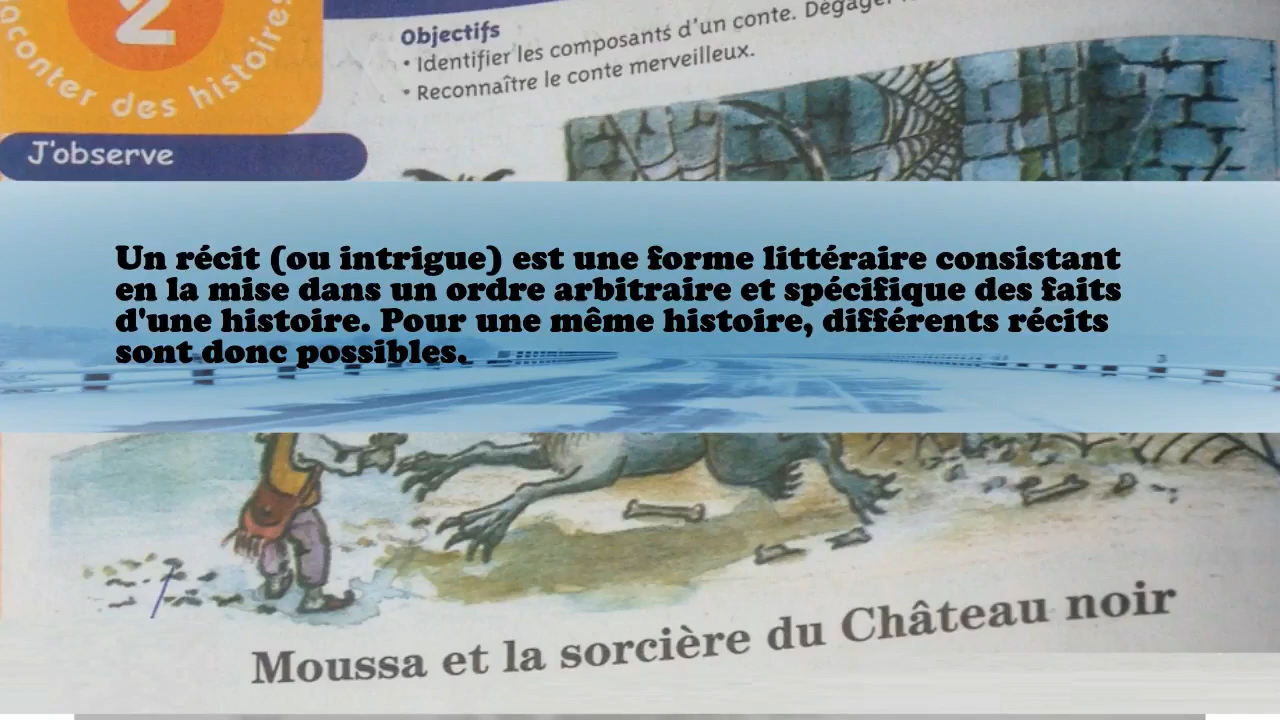 2
raconter des histoires
Objectifs
• Identifier les composants d'un conte. Dégager
• Reconnaître le conte merveilleux.
J'observe
Un récit (ou intrigue) est une forme littéraire consistant
en la mise dans un ordre arbitraire et spécifique des faits
d'une histoire. Pour une même histoire, différents récits
sont donc possibles.
Moussa et la sorcière du Château noir